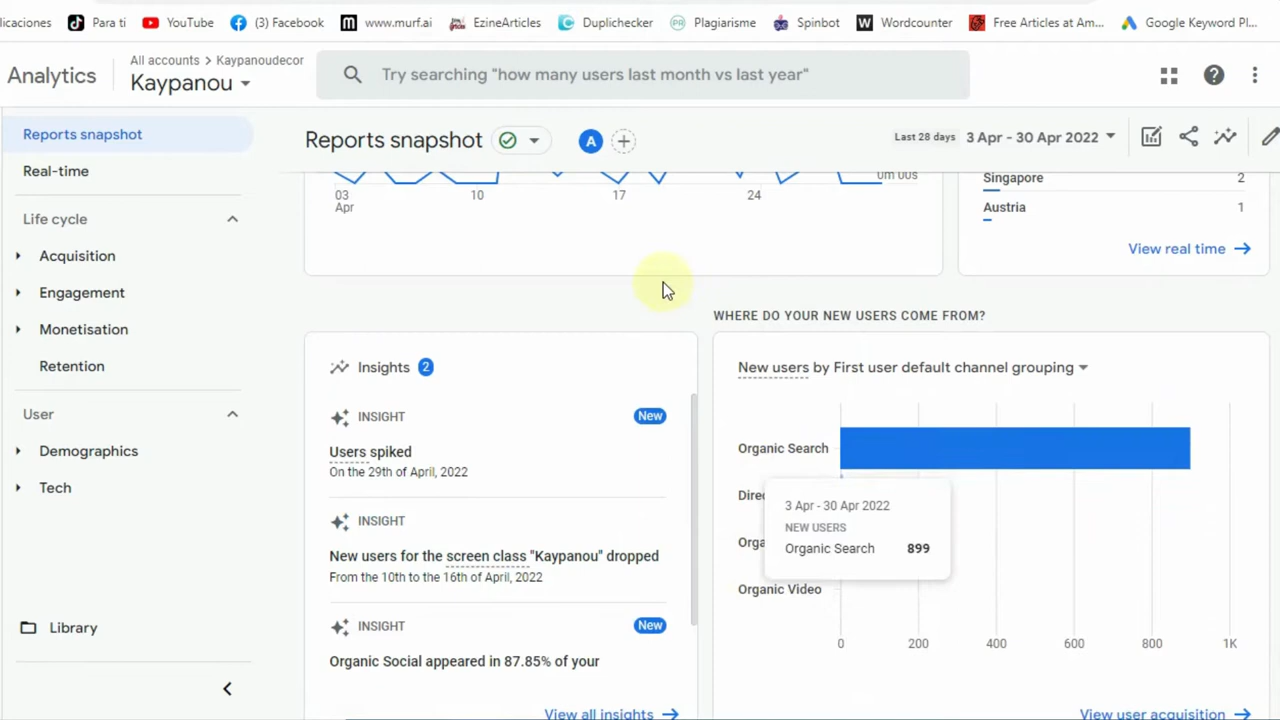 licaciones
Para ti
YouTube
(3) Facebook
www.murf.ai
EzineArticles
Duplichecker
PR
Plagiarisme
Spinbot
W
Wordcounter
Free Articles at Am...
Google Keyword Pl...
Analytics
All accounts > Kaypanoudecor
Kaypanou
Try searching "how many users last month vs last year"
Reports snapshot
Real-time
Life cycle
Acquisition
Engagement
Monetisation
Retention
User
Demographics
Tech
Library
Reports snapshot
A
Last 28 days 3 Apr - 30 Apr 2022
0m 00s
03 10 17 24
Apr
Singapore 2
Austria 1
View real time
Insights 2
INSIGHT New
Users spiked
On the 29th of April, 2022
INSIGHT
New users for the screen class "Kaypanou" dropped
From the 10th to the 16th of April, 2022
INSIGHT New
Organic Social appeared in 87.85% of your
View all insights
WHERE DO YOUR NEW USERS COME FROM?
New users by First user default channel grouping
Organic Search
Direc
Orga
Organic Video
3 Apr - 30 Apr 2022
NEW USERS
Organic Search 899
0 200 400 600 800 1K
View user acquisition